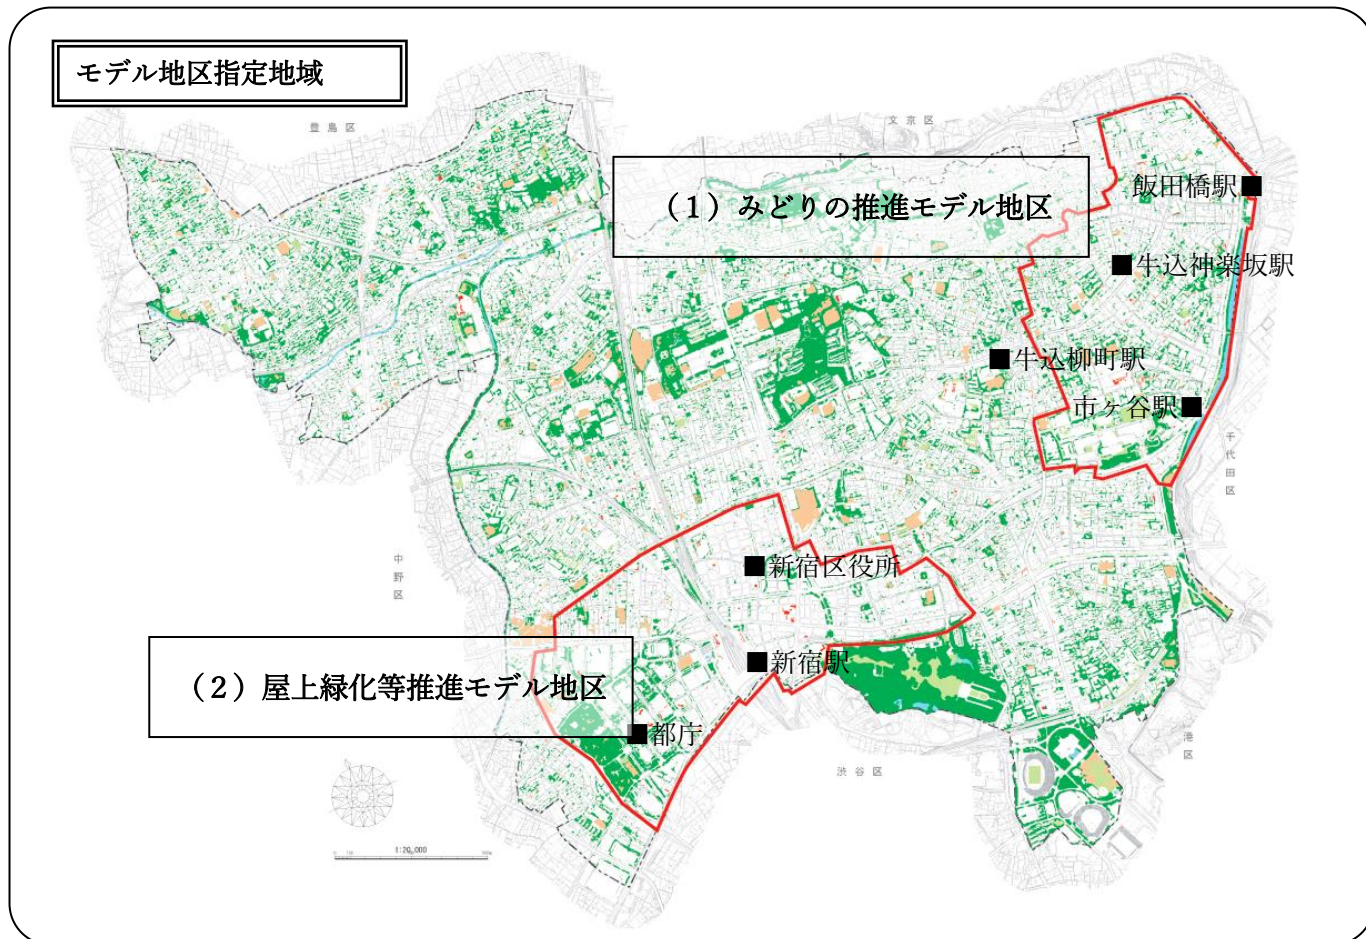 モデル地区指定地域
豊島区
文京区
(1)みどりの推進モデル地区
飯田橋駅
牛込神楽坂駅
牛込柳町駅
市ヶ谷駅
千代田区
中野区
新宿区役所
新宿駅
(2)屋上緑化等推進モデル地区
都庁
港区
渋谷区
1:20,000